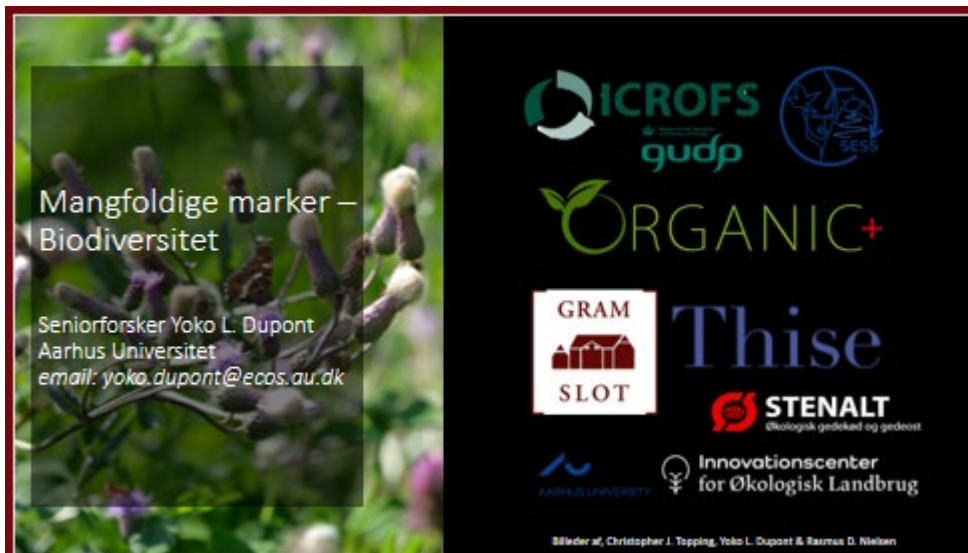 Mangfoldige marker –
Biodiversitet
Seniorforsker Yoko L. Dupont
Aarhus Universitet
email: yoko.dupont@ecos.au.dk
ICROFS
gudp
SESS
ORGANIC+
GRAM
SLOT
Thise
STENALT
Økologisk gedekød og gedeost
AARHUS UNIVERSITY
Innovationscenter
for Økologisk Landbrug
Billeder af, Christopher J. Topping, Yoko L. Dupont & Rasmus D. Nielsen